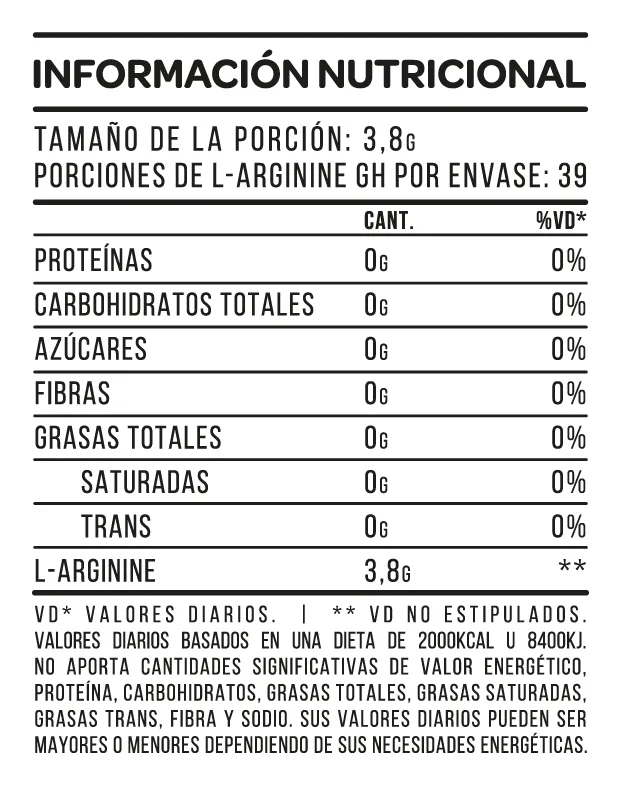 INFORMACIÓN NUTRICIONAL
TAMAÑO DE LA PORCIÓN: 3,8G
PORCIONES DE L-ARGININE GH POR ENVASE: 39
CANT. %VD*
PROTEÍNAS 0G 0%
CARBOHIDRATOS TOTALES 0G 0%
AZÚCARES 0G 0%
FIBRAS 0G 0%
GRASAS TOTALES 0G 0%
SATURADAS 0G 0%
TRANS 0G 0%
L-ARGININE 3,8G **
VD* VALORES DIARIOS. | ** VD NO ESTIPULADOS.
VALORES DIARIOS BASADOS EN UNA DIETA DE 2000KCAL U 8400KJ.
NO APORTA CANTIDADES SIGNIFICATIVAS DE VALOR ENERGÉTICO,
PROTEÍNA, CARBOHIDRATOS, GRASAS TOTALES, GRASAS SATURADAS,
GRASAS TRANS, FIBRA Y SODIO. SUS VALORES DIARIOS PUEDEN SER
MAYORES O MENORES DEPENDIENDO DE SUS NECESIDADES ENERGÉTICAS.